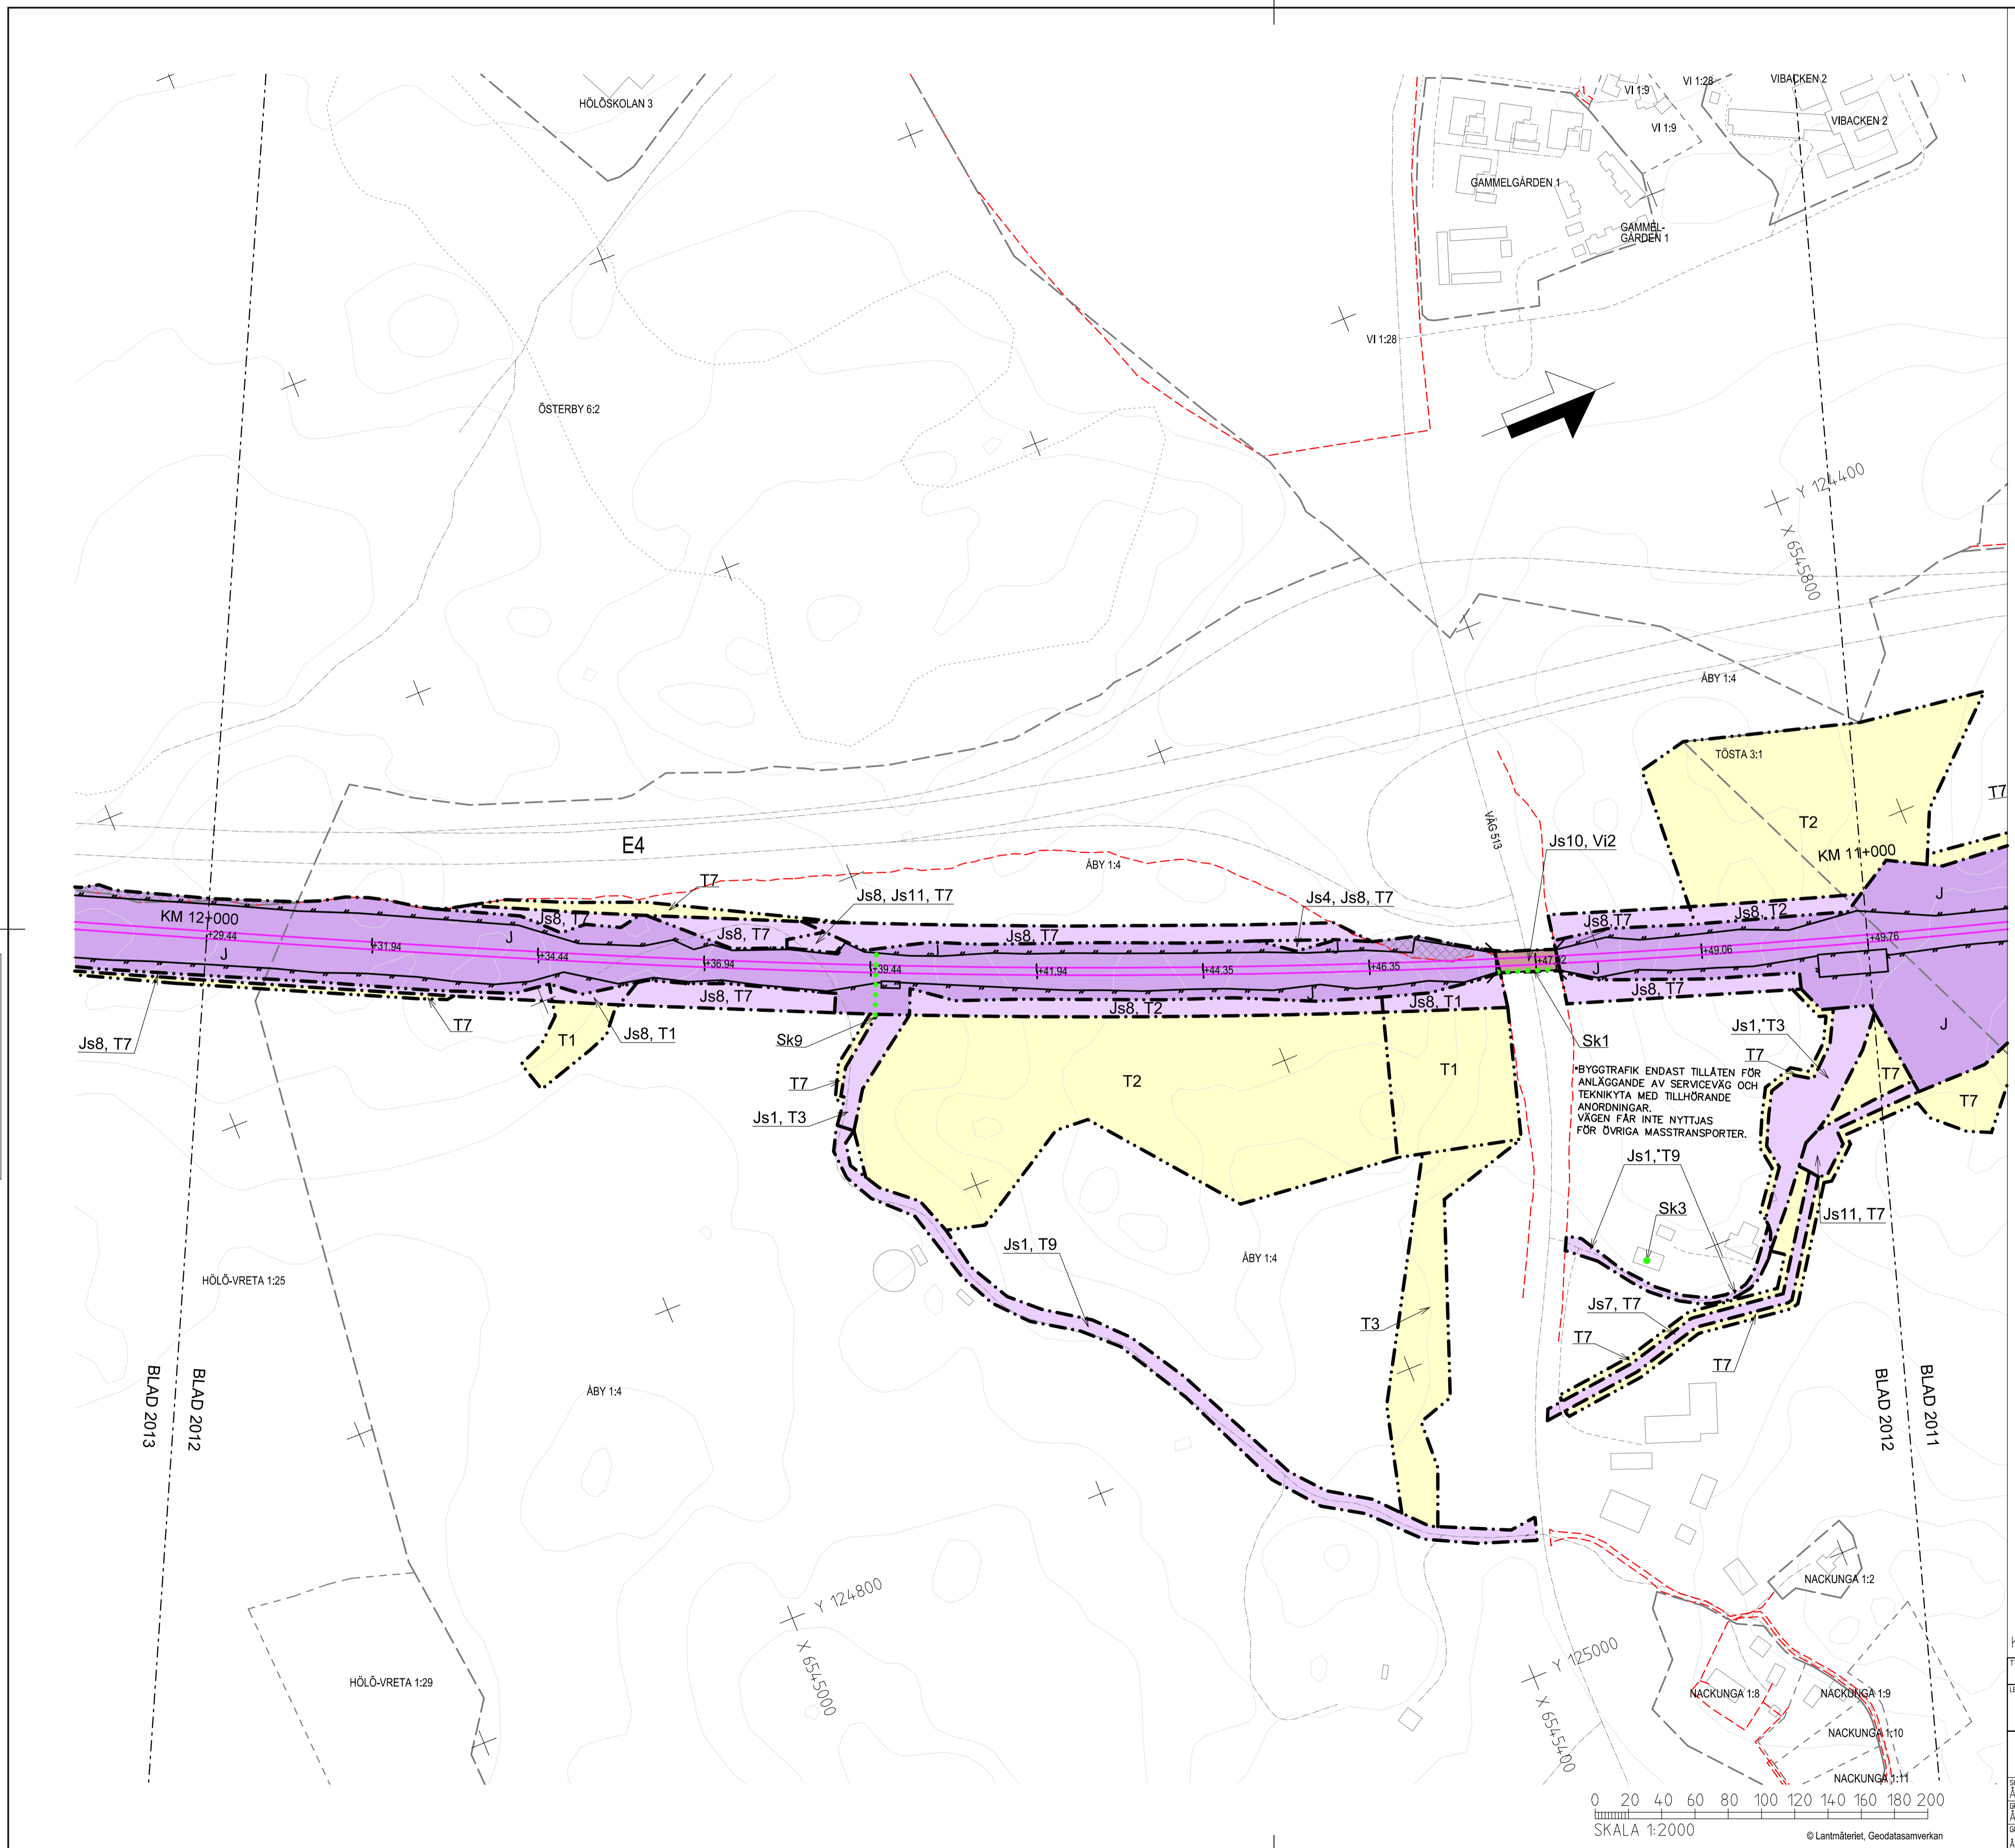 HÖLÖSKOLAN 3
VI 1:9
VI 1:28
VIBACKEN 2
VI 1:9
VIBACKEN 2
GAMMELGÅRDEN 1
GAMMEL-
GÅRDEN 1
VI 1:28
ÖSTERBY 6:2
Y 124400
X 6545800
ÅBY 1:4
TÖSTA 3:1
T7
T2
KM 11+000
VÄG 513
Js10, Vi2
E4
ÅBY 1:4
T7
Js8, Js11, T7
Js4, Js8, T7
KM 12+000
Js8, T7
Js8, T7
Js8, T7
Js8, T7
Js8, T2
J
J
J
J
J
J
J
J
+29.44
+31.94
+34.44
+36.94
+39.44
+41.94
+44.35
+46.35
+49.06
+49.76
Js8, T7
Js8, T2
Js8, T1
Js8, T7
Js8, T7
T7
T1
Js8, T1
Sk9
Sk1
Js1,*T3
T7
T7
T7
T7
Js1, T3
T2
T1
*BYGGTRAFIK ENDAST TILLÅTEN FÖR
ANLÄGGANDE AV SERVICEVÄG OCH
TEKNIKYTA MED TILLHÖRANDE
ANORDNINGAR.
VÄGEN FÅR INTE NYTTJAS
FÖR ÖVRIGA MASSTRANSPORTER.
Js1,*T9
Sk3
Js11, T7
Js1, T9
ÅBY 1:4
HÖLÖ-VRETA 1:25
Js7, T7
T3
T7
T7
BLAD 2013
BLAD 2012
ÅBY 1:4
BLAD 2012
BLAD 2011
Y 124800
X 6545000
Y 125000
X 6545400
HÖLÖ-VRETA 1:29
NACKUNGA 1:2
NACKUNGA 1:8
NACKUNGA 1:9
NACKUNGA 1:10
NACKUNGA 1:11
0 20 40 60 80 100 120 140 160 180 200
SKALA 1:2000
© Lantmäteriet, Geodatasamverkan